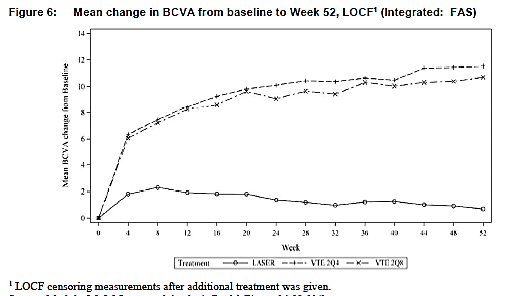 Figure 6: Mean change in BCVA from baseline to Week 52, LOCF¹ (Integrated: FAS)
14
12
10
8
6
4
2
0
Mean BCVA change from Baseline
0 4 8 12 16 20 24 28 32 36 40 44 48 52
Week
Treatment LASER VTE 2Q4 VTE 2Q8
¹ LOCF censoring measurements after additional treatment was given.